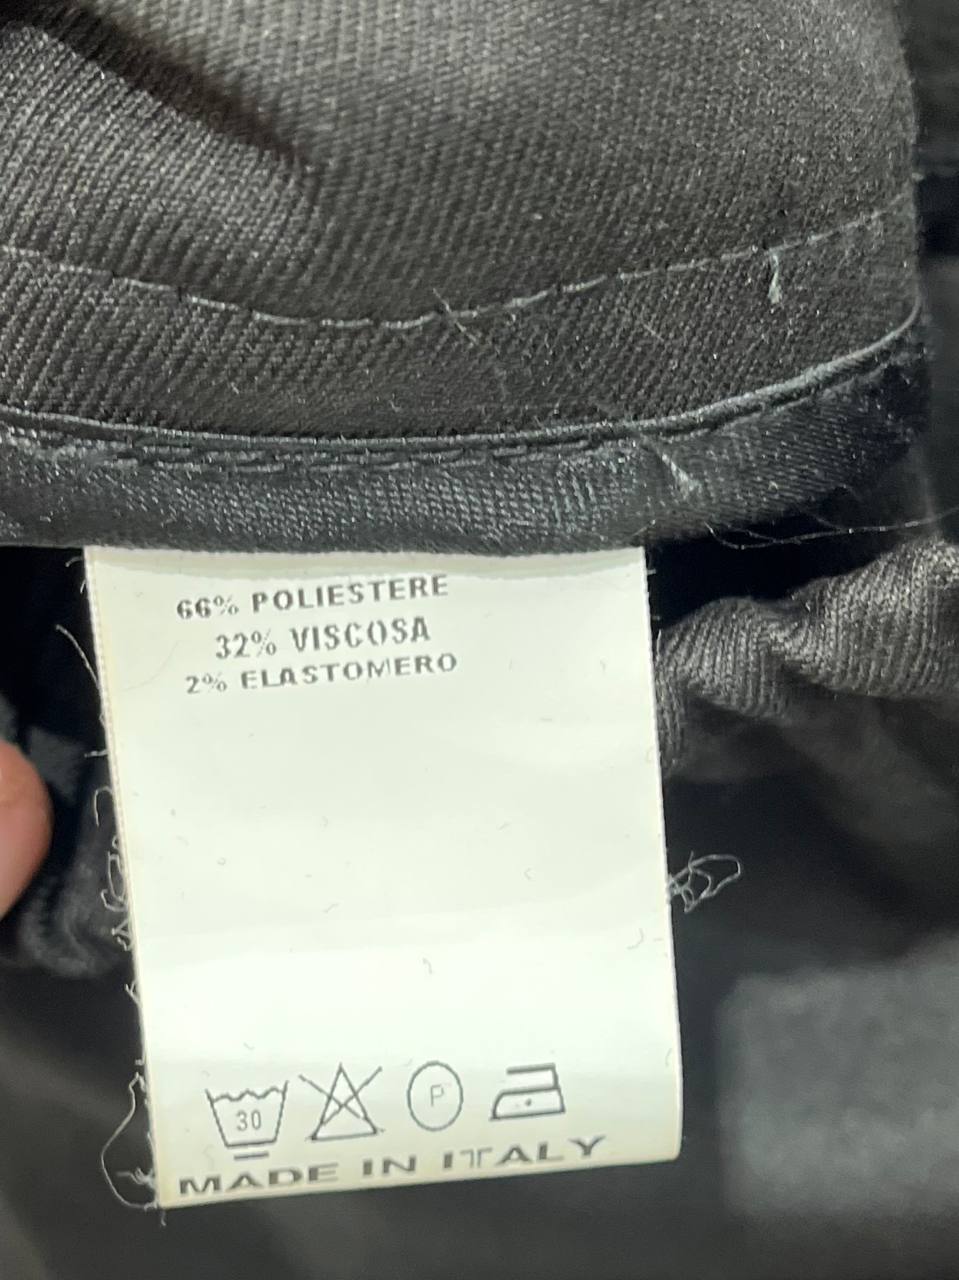 66% POLIESTERE
32% VISCOSA
2% ELASTOMERO
30 P
MADE IN ITALY